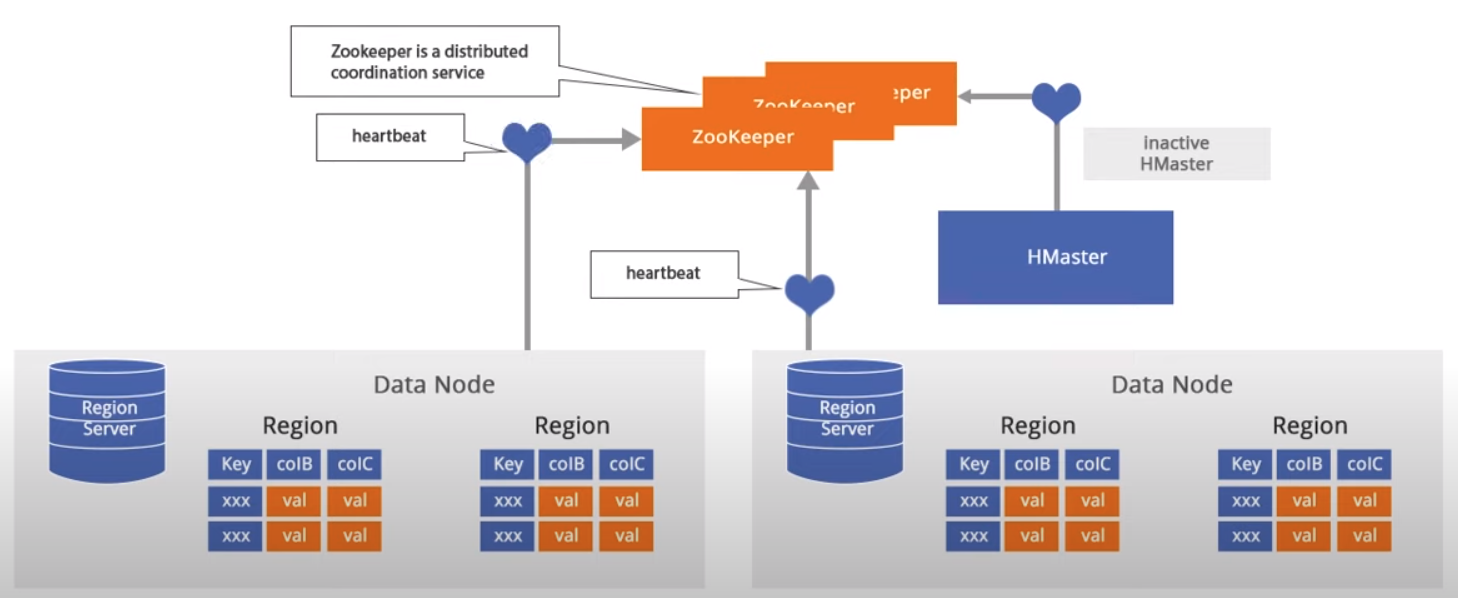 Zookeeper is a distributed
coordination service
heartbeat
ZooKeeper
ZooKeeper
eper
inactive
HMaster
heartbeat
HMaster
Data Node
Region
Server
Region
Region
Key colB colC
xxx val val
xxx val val
Key colB colC
xxx val val
xxx val val
Data Node
Region
Server
Region
Region
Key colB colC
xxx val val
xxx val val
Key colB colC
xxx val val
xxx val val